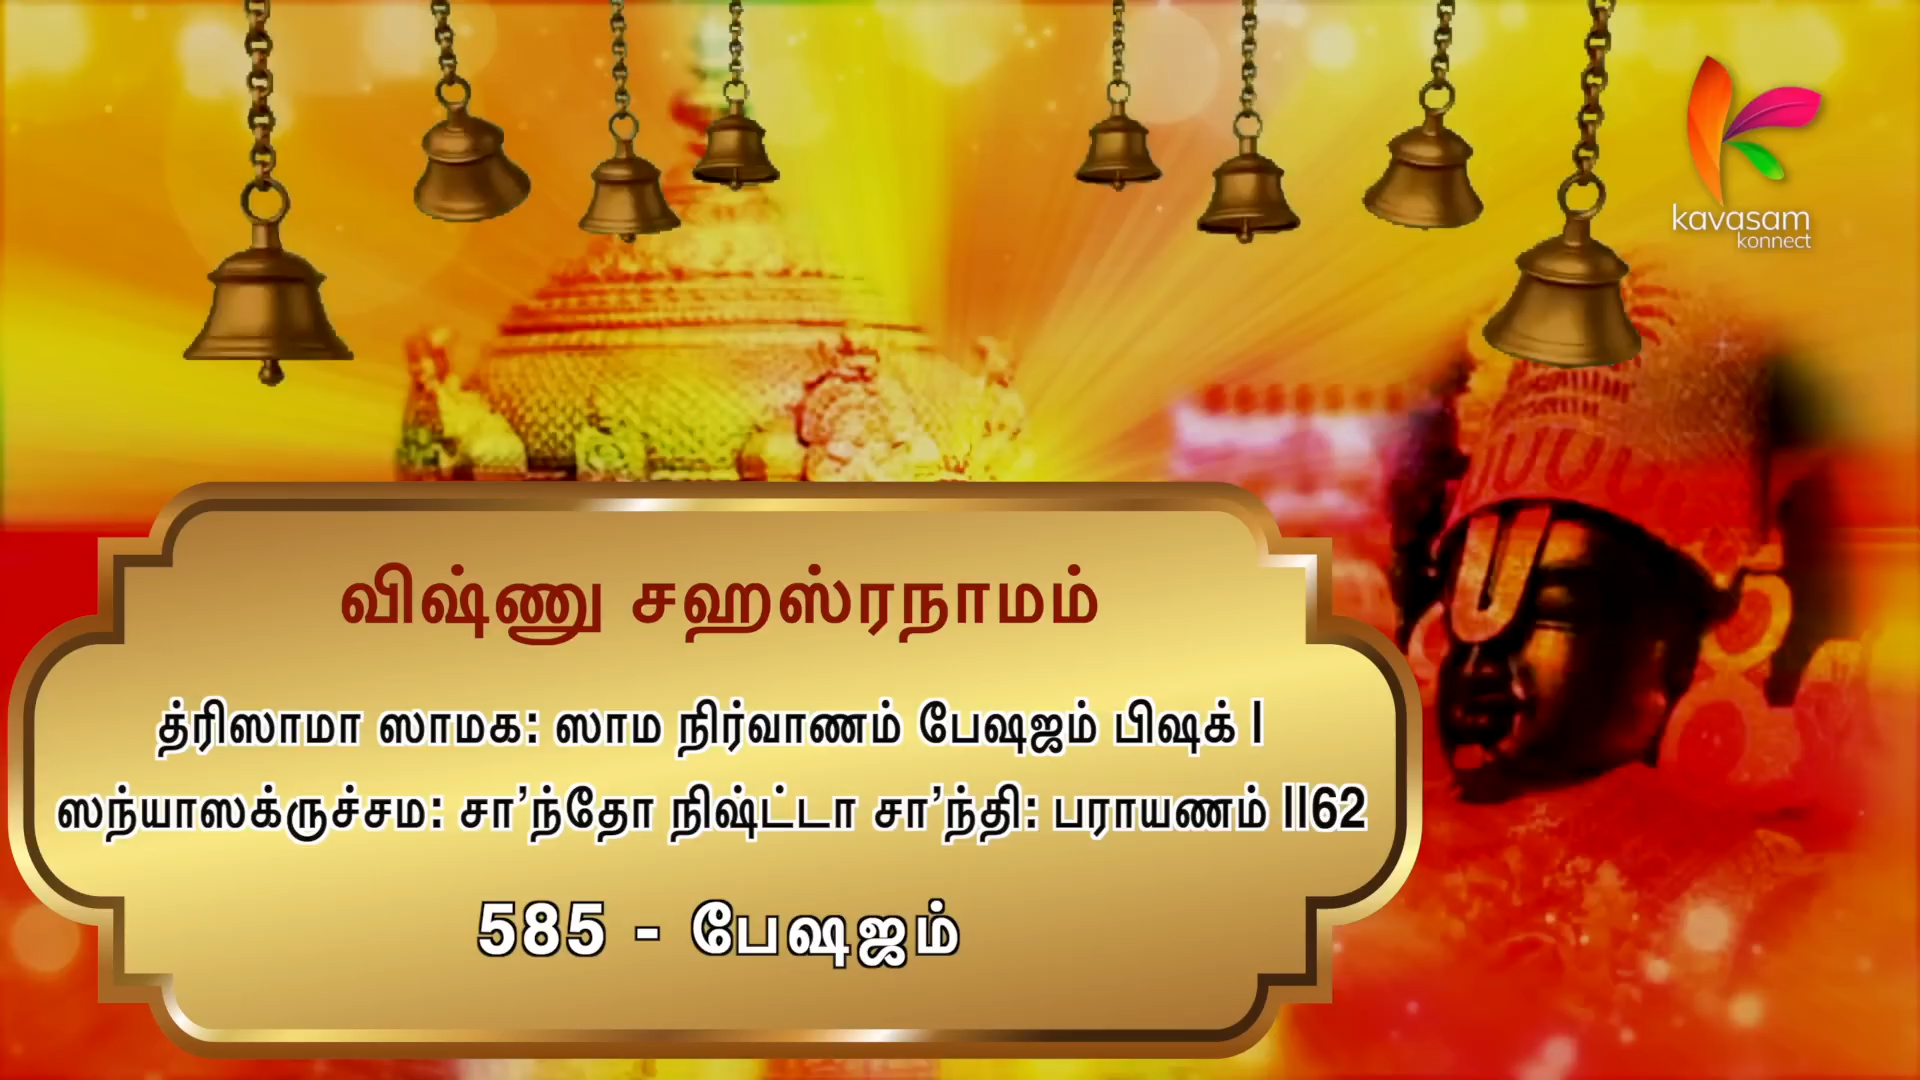 kavasam
konnect
விஷ்ணு சஹஸ்ரநாமம்
த்ரிஸாமா ஸாமக: ஸாம நிர்வாணம் பேஷஜம் பிஷக் |
ஸந்யாஸக்ருச்சம: சா’ந்தோ நிஷ்ட்டா சா’ந்தி: பராயணம் ||62
585 - பேஷஜம்